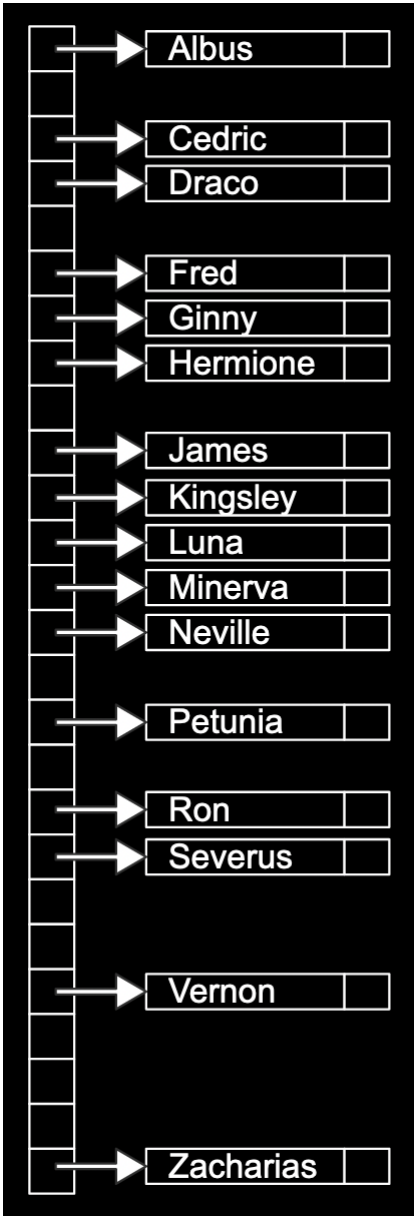 Albus
Cedric
Draco
Fred
Ginny
Hermione
James
Kingsley
Luna
Minerva
Neville
Petunia
Ron
Severus
Vernon
Zacharias